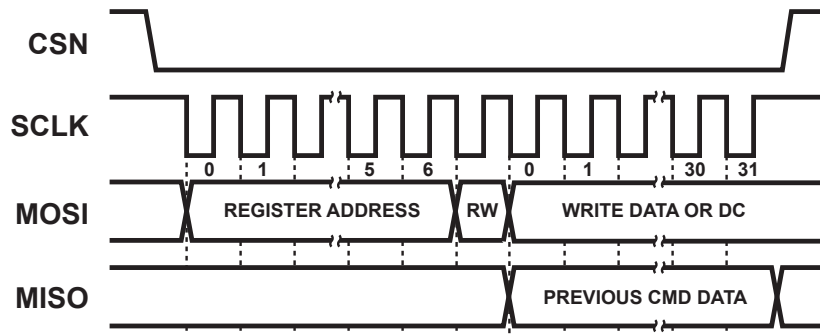 CSN
SCLK
0 1 5 6 0 1 30 31
MOSI REGISTER ADDRESS RW WRITE DATA OR DC
MISO PREVIOUS CMD DATA